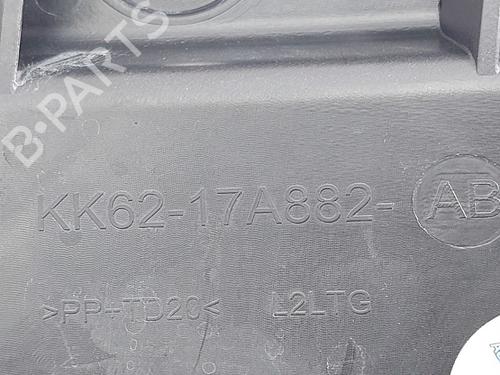 B-PARTS
KK62-17A882- AB
>PP+TD20< L2LTG